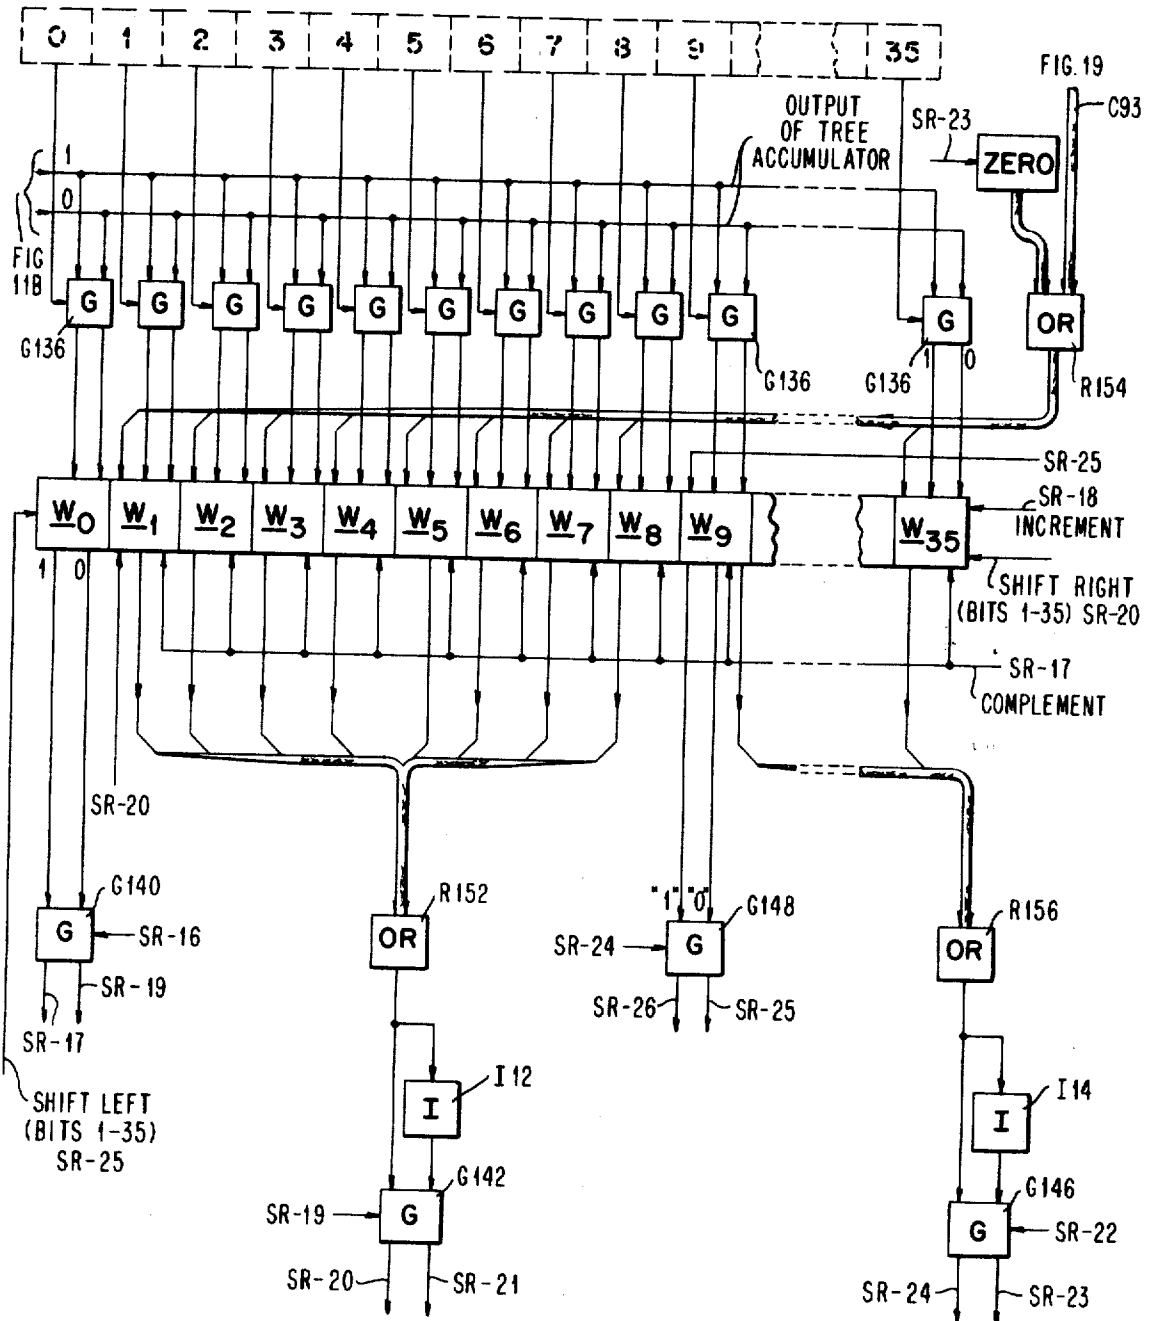 0 1 2 3 4 5 6 7 8 9 35
FIG. 19
C93
OUTPUT
OF TREE
ACCUMULATOR
SR-23
ZERO
1
0
FIG
11B
G G G G G G G G G G G
OR
G136
G136
G136
1 0
R154
SR-25
W0 W1 W2 W3 W4 W5 W6 W7 W8 W9 W35
SR-18
INCREMENT
1 0
SHIFT RIGHT
(BITS 1-35) SR-20
SR-17
COMPLEMENT
SR-20
G140
R152
"1" "0"
G148
R156
G
SR-16
OR
SR-24
G
OR
SR-19
SR-17
SR-26
SR-25
I12
I
I14
I
SHIFT LEFT
(BITS 1-35)
SR-25
G142
G146
SR-19
G
G
SR-22
SR-20
SR-21
SR-24
SR-23